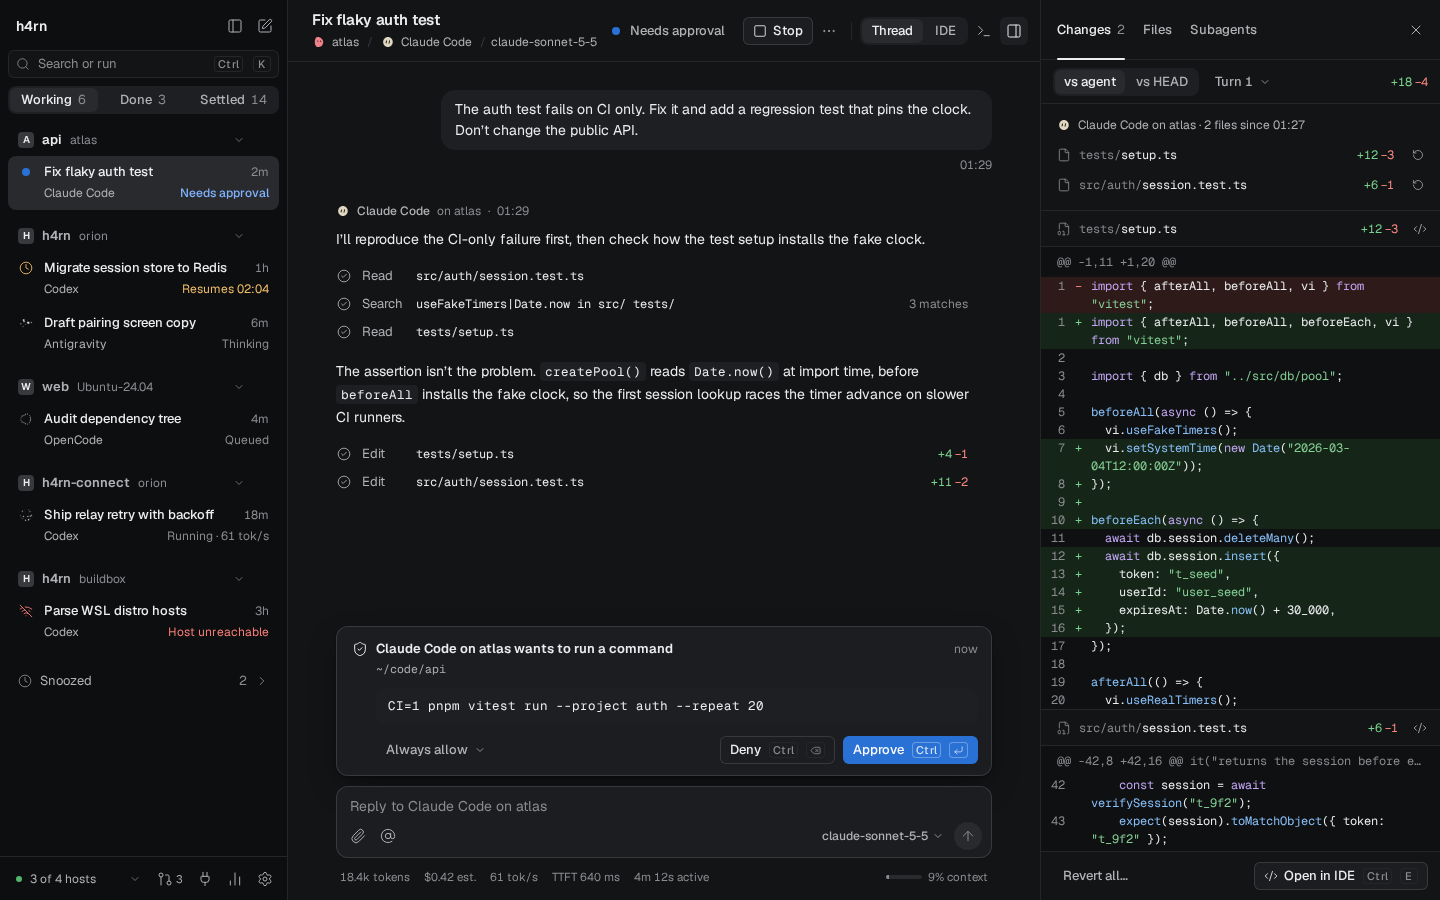 h4rn
Search or run Ctrl K
Working 6 Done 3 Settled 14
A api atlas
Fix flaky auth test 2m
Claude Code Needs approval
H h4rn orion
Migrate session store to Redis 1h
Codex Resumes 02:04
Draft pairing screen copy 6m
Antigravity Thinking
W web Ubuntu-24.04
Audit dependency tree 4m
OpenCode Queued
H h4rn-connect orion
Ship relay retry with backoff 18m
Codex Running · 61 tok/s
H h4rn buildbox
Parse WSL distro hosts 3h
Codex Host unreachable
Snoozed 2
3 of 4 hosts 3
Fix flaky auth test
atlas / Claude Code / claude-sonnet-5-5
Needs approval Stop ··· Thread IDE
The auth test fails on CI only. Fix it and add a regression test that pins the clock.
Don't change the public API.
01:29
Claude Code on atlas · 01:29
I'll reproduce the CI-only failure first, then check how the test setup installs the fake clock.
Read src/auth/session.test.ts
Search useFakeTimers|Date.now in src/ tests/ 3 matches
Read tests/setup.ts
The assertion isn't the problem. createPool() reads Date.now() at import time, before
beforeAll installs the fake clock, so the first session lookup races the timer advance on slower
CI runners.
Edit tests/setup.ts +4 −1
Edit src/auth/session.test.ts +11 −2
Claude Code on atlas wants to run a command now
~/code/api
CI=1 pnpm vitest run --project auth --repeat 20
Always allow Deny Ctrl Approve Ctrl
Reply to Claude Code on atlas
claude-sonnet-5-5
18.4k tokens $0.42 est. 61 tok/s TTFT 640 ms 4m 12s active 9% context
Changes 2 Files Subagents
vs agent vs HEAD Turn 1 +18 −4
Claude Code on atlas · 2 files since 01:27
tests/setup.ts +12 −3
src/auth/session.test.ts +6 −1
tests/setup.ts +12 −3
@@ -1,11 +1,20 @@
1 − import { afterAll, beforeAll, vi } from
"vitest";
1 + import { afterAll, beforeAll, beforeEach, vi }
from "vitest";
2
3 import { db } from "../src/db/pool";
4
5 beforeAll(async () => {
6 vi.useFakeTimers();
7 + vi.setSystemTime(new Date("2026-03-
04T12:00:00Z"));
8 + });
9 +
10 + beforeEach(async () => {
11 await db.session.deleteMany();
12 + await db.session.insert({
13 + token: "t_seed",
14 + userId: "user_seed",
15 + expiresAt: Date.now() + 30_000,
16 + });
17 });
18
19 afterAll(() => {
20 vi.useRealTimers();
src/auth/session.test.ts +6 −1
@@ -42,8 +42,16 @@ it("returns the session before e…
42 const session = await
verifySession("t_9f2");
43 expect(session).toMatchObject({ token:
"t_9f2" });
Revert all... Open in IDE Ctrl E